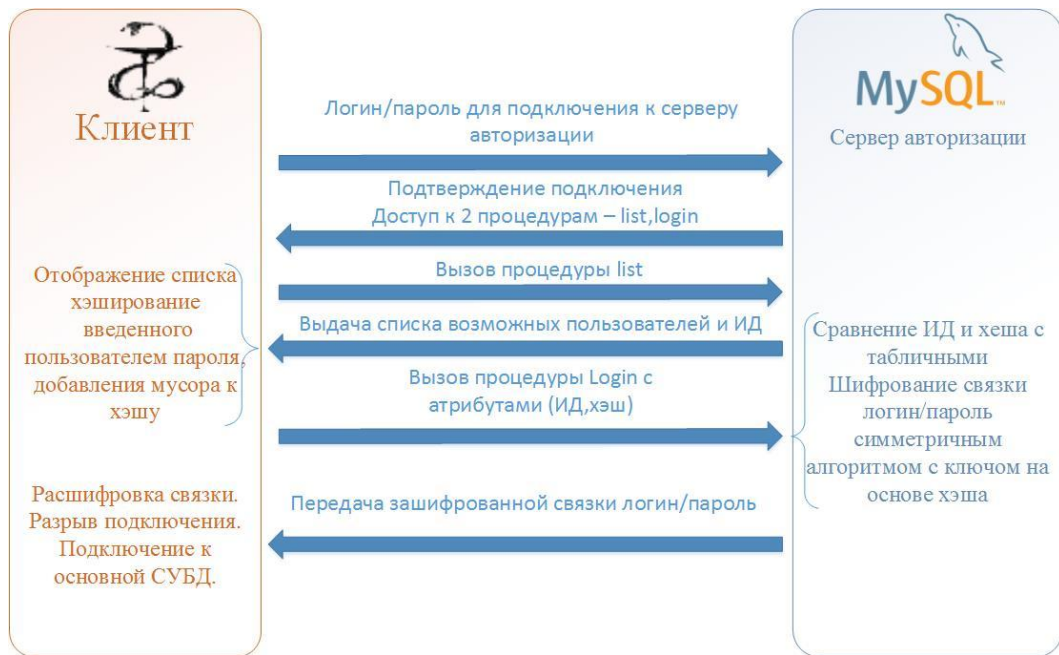 Клиент
MySQL
Сервер авторизации
Логин/пароль для подключения к серверу
авторизации
Подтверждение подключения
Доступ к 2 процедурам – list,login
Вызов процедуры list
Выдача списка возможных пользователей и ИД
Вызов процедуры Login с
атрибутами (ИД,хэш)
Передача зашифрованной связки логин/пароль
Отображение списка
хэширование
введенного
пользователем пароля,
добавления мусора к
хэшу
Расшифровка связки.
Разрыв подключения.
Подключение к
основной СУБД.
Сравнение ИД и хеша с
табличными
Шифрование связки
логин/пароль
симметричным
алгоритмом с ключом на
основе хэша